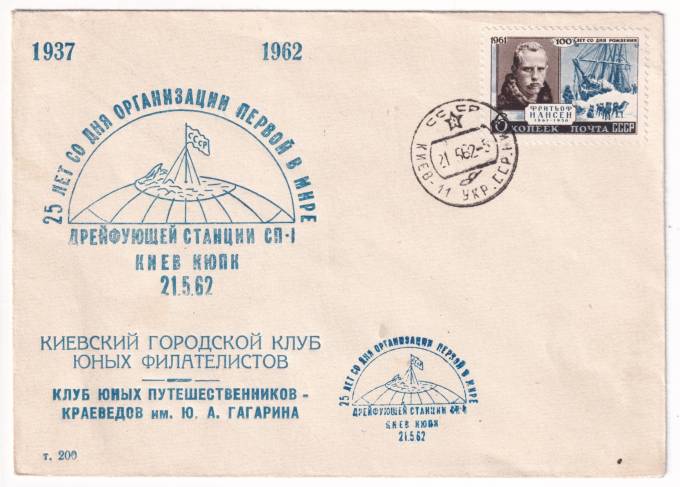 1937 1962
25 ЛЕТ СО ДНЯ ОРГАНИЗАЦИИ ПЕРВОЙ В МИРЕ
СССР
ДРЕЙФУЮЩЕЙ СТАНЦИИ СП-1
КИЕВ КЮПК
21.5.62
КИЕВСКИЙ ГОРОДСКОЙ КЛУБ
ЮНЫХ ФИЛАТЕЛИСТОВ
КЛУБ ЮНЫХ ПУТЕШЕСТВЕННИКОВ -
КРАЕВЕДОВ им. Ю. А. ГАГАРИНА
т. 200
1961 100 ЛЕТ СО ДНЯ РОЖДЕНИЯ
ФРИТЬОФ
НАНСЕН
1861-1930
6 КОПЕЕК ПОЧТА СССР
СССР
КИЕВ-11 УКР. ССР.
25 ЛЕТ СО ДНЯ ОРГАНИЗАЦИИ ПЕРВОЙ В МИРЕ
ДРЕЙФУЮЩЕЙ СТАНЦИИ СП-1
КИЕВ КЮПК
21.5.62